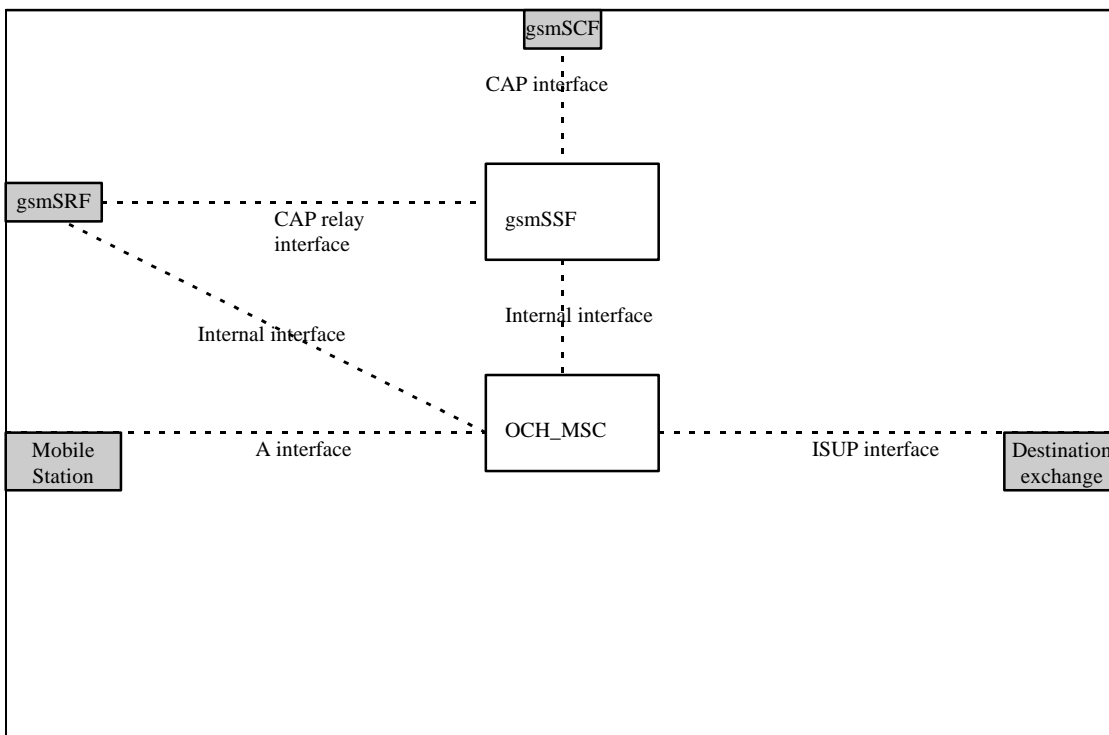 gsmSCF
CAP interface
gsmSRF
gsmSSF
CAP relay
interface
Internal interface
Internal interface
OCH_MSC
Mobile
Station
A interface
ISUP interface
Destination
exchange